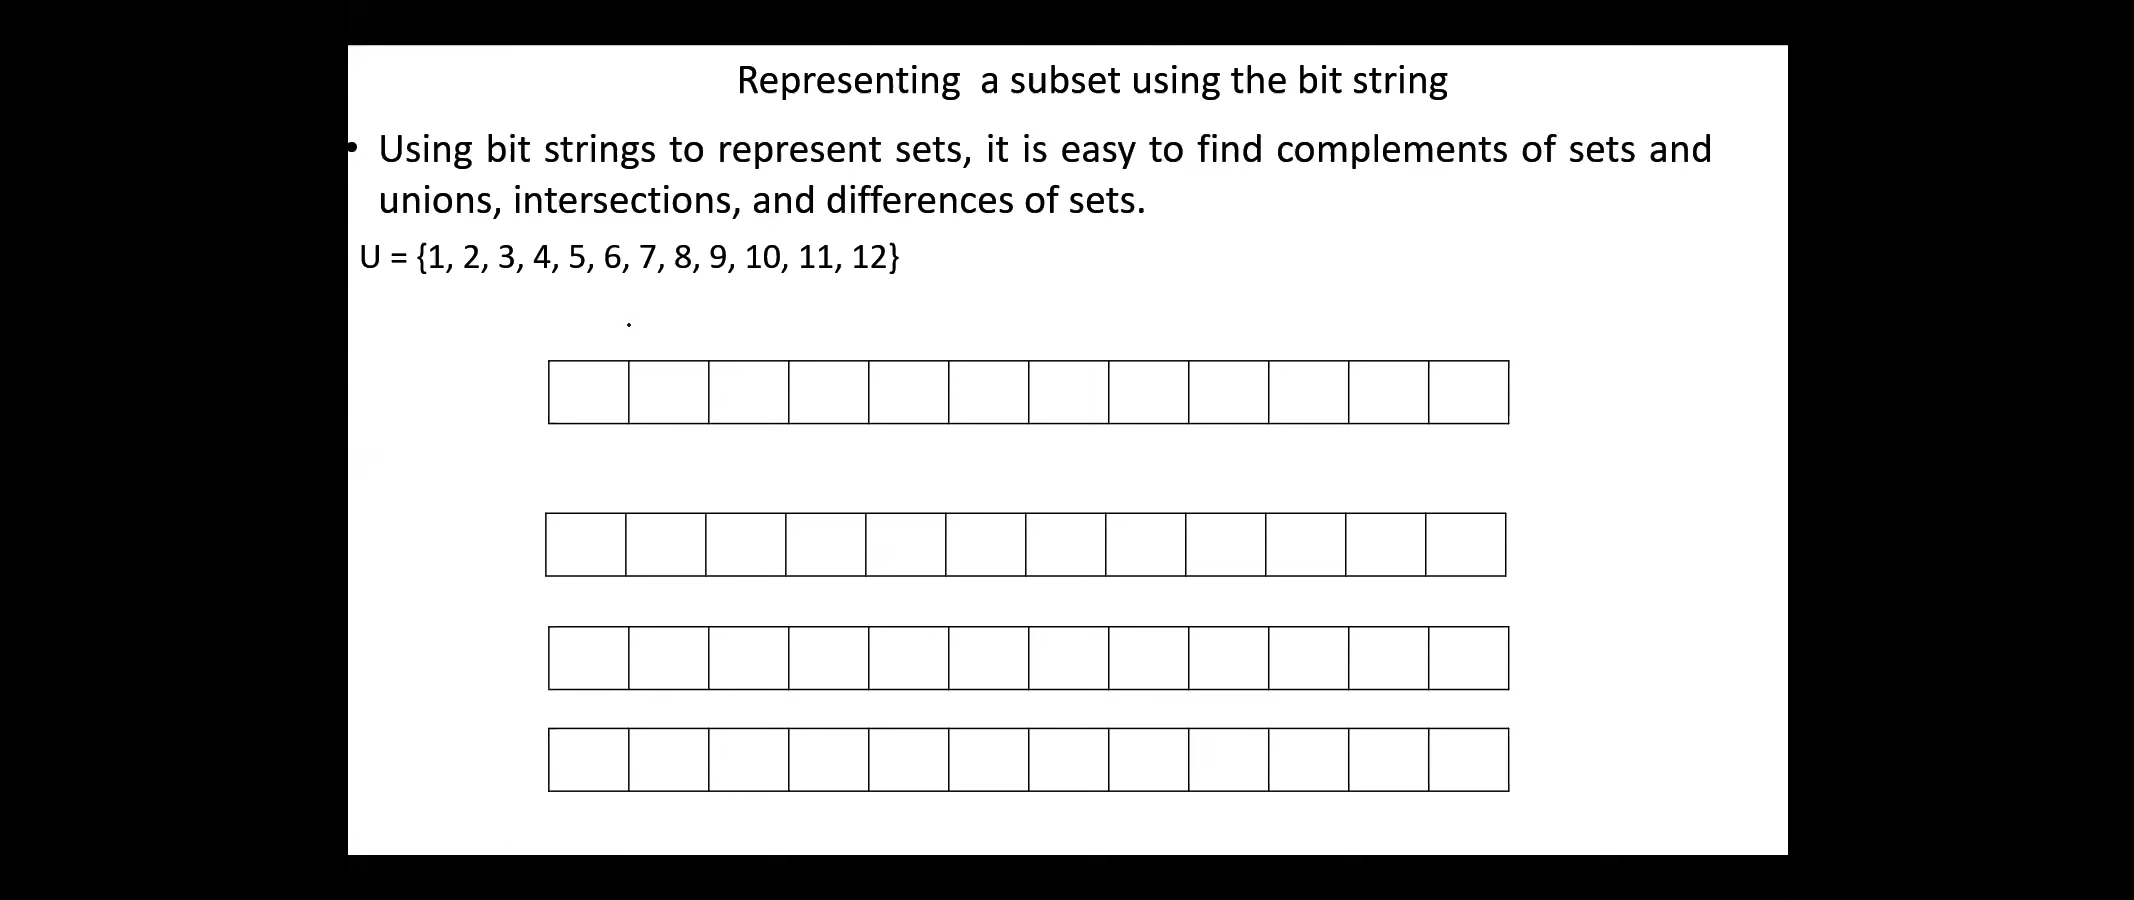 Representing a subset using the bit string
• Using bit strings to represent sets, it is easy to find complements of sets and
unions, intersections, and differences of sets.
U = {1, 2, 3, 4, 5, 6, 7, 8, 9, 10, 11, 12}